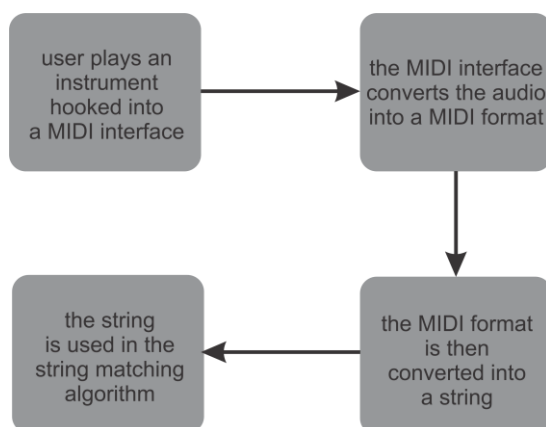 user plays an
instrument
hooked into
a MIDI interface
the MIDI interface
converts the audio
into a MIDI format
the MIDI format
is then
converted into
a string
the string
is used in the
string matching
algorithm